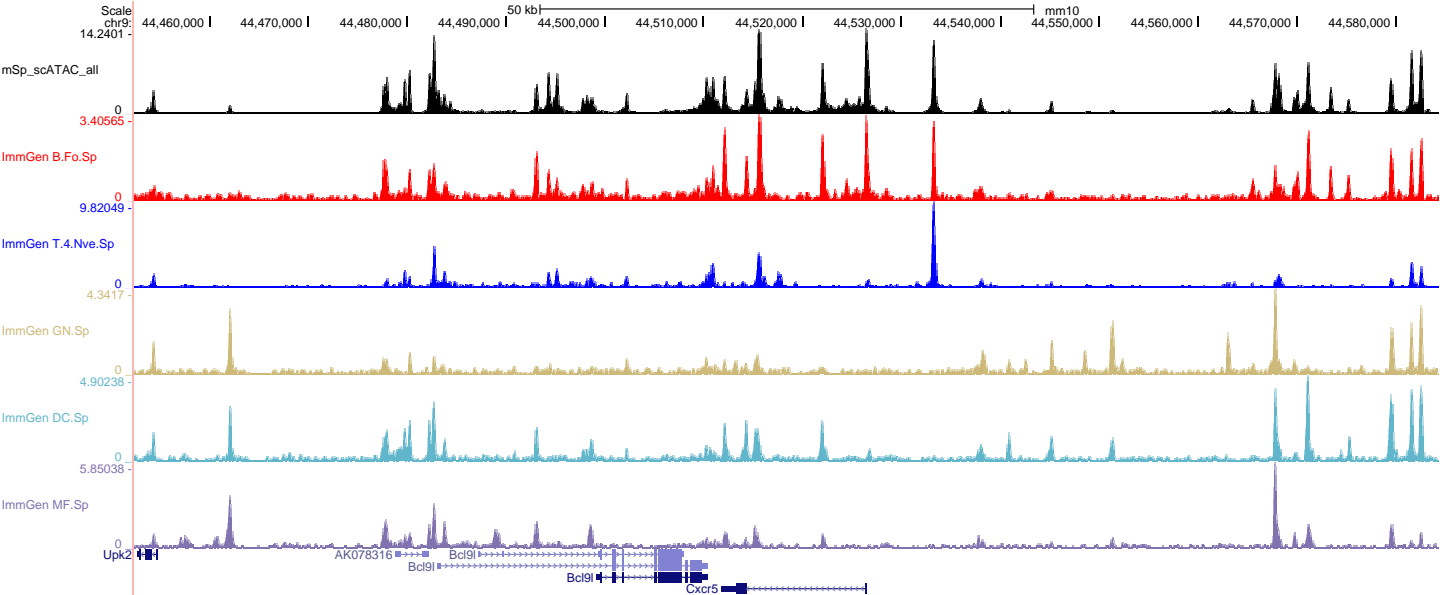 Scale 50 kb mm10
chr9: 44,460,000 44,470,000 44,480,000 44,490,000 44,500,000 44,510,000 44,520,000 44,530,000 44,540,000 44,550,000 44,560,000 44,570,000 44,580,000
14.2401 -
mSp_scATAC_all
0
3.40565 -
ImmGen B.Fo.Sp
0
9.82049 -
ImmGen T.4.Nve.Sp
0
4.3417 -
ImmGen GN.Sp
0
4.90238 -
ImmGen DC.Sp
0
5.85038 -
ImmGen MF.Sp
0
Upk2 AK078316 Bcl9l
Bcl9l
Bcl9l
Cxcr5